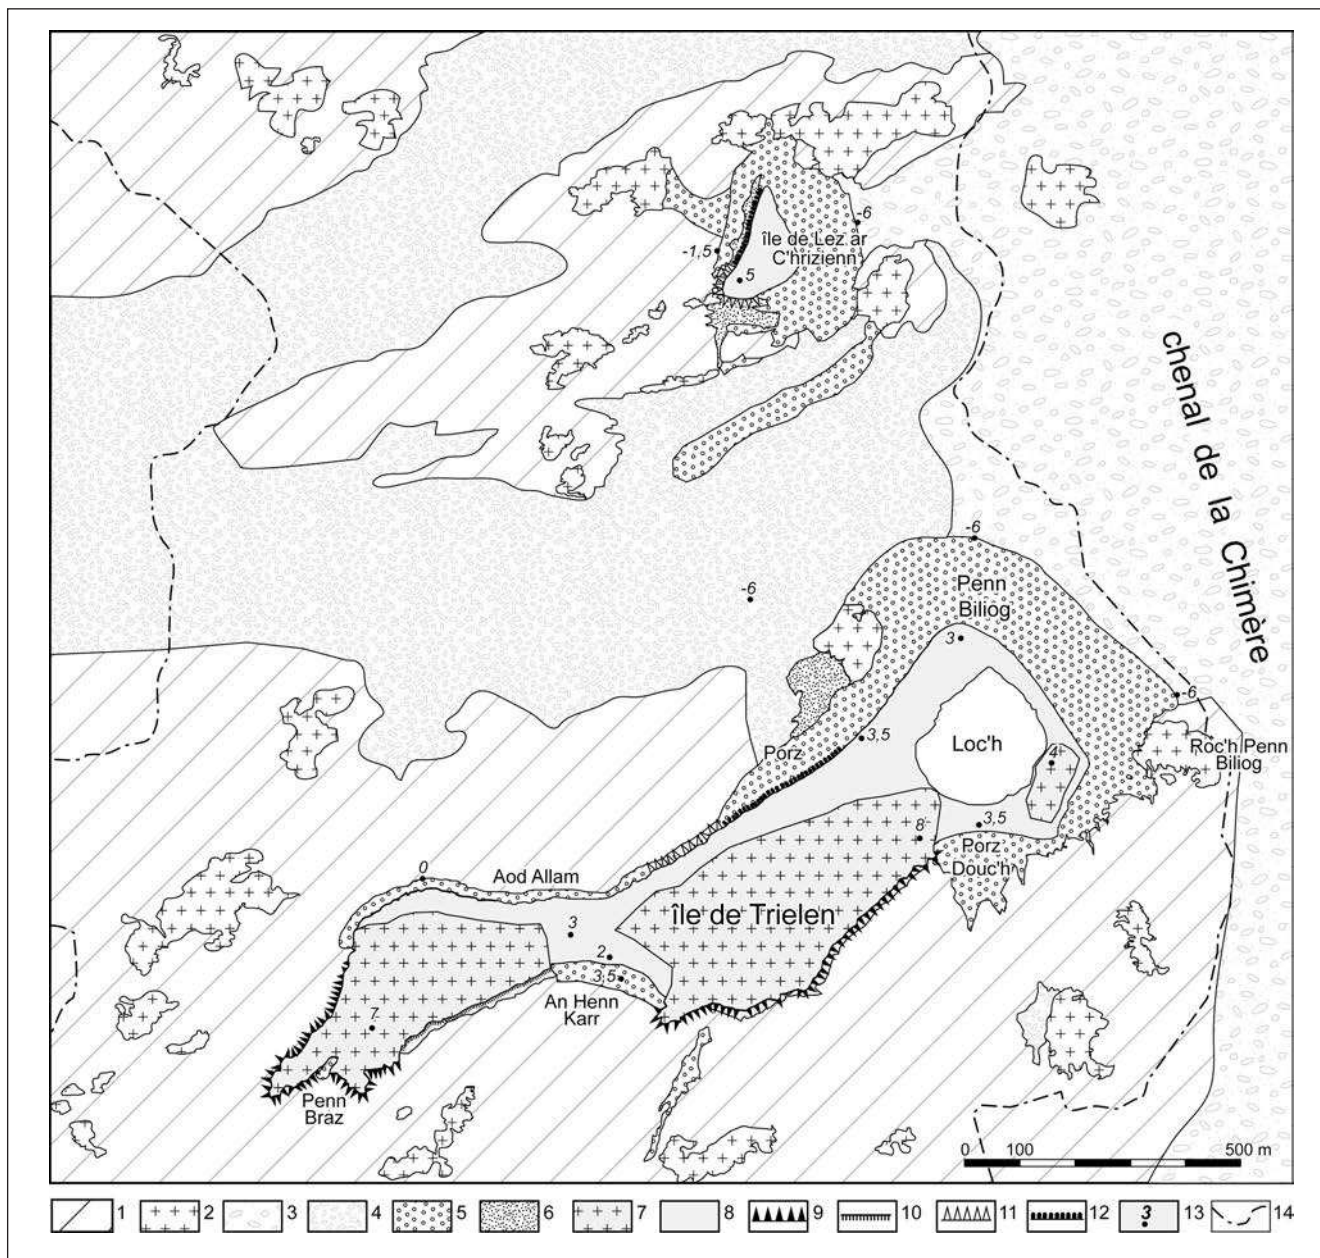 -6
île de Lez ar
C'hrizienn
-1,5
5
chenal de la Chimère
-6
Penn
Biliog
-6
3
-6
Loc'h
Roc'h Penn
Biliog
3,5
Porz
4
3,5
8
Porz
Douc'h
0
Aod Allam
île de Trielen
3
2
3,5
An Henn
Karr
7
Penn
Braz
0 100 500 m
1 2 3 4 5 6 7 8 9 10 11 12 3 13 14